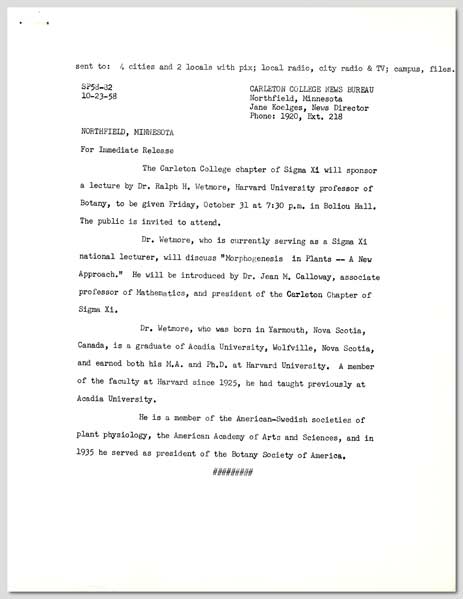 sent to: 4 cities and 2 locals with pix; local radio, city radio & TV; campus, files.
SP58-82
10-23-58
CARLETON COLLEGE NEWS BUREAU
Northfield, Minnesota
Jane Koelges, News Director
Phone: 1920, Ext. 218
NORTHFIELD, MINNESOTA
For Immediate Release
The Carleton College chapter of Sigma Xi will sponsor
a lecture by Dr. Ralph H. Wetmore, Harvard University professor of
Botany, to be given Friday, October 31 at 7:30 p.m. in Boliou Hall.
The public is invited to attend.
Dr. Wetmore, who is currently serving as a Sigma Xi
national lecturer, will discuss "Morphogenesis in Plants -- A New
Approach." He will be introduced by Dr. Jean M. Calloway, associate
professor of Mathematics, and president of the Carleton Chapter of
Sigma Xi.
Dr. Wetmore, who was born in Yarmouth, Nova Scotia,
Canada, is a graduate of Acadia University, Wolfville, Nova Scotia,
and earned both his M.A. and Ph.D. at Harvard University. A member
of the faculty at Harvard since 1925, he had taught previously at
Acadia University.
He is a member of the American-Swedish societies of
plant physiology, the American Academy of Arts and Sciences, and in
1935 he served as president of the Botany Society of America.
#########